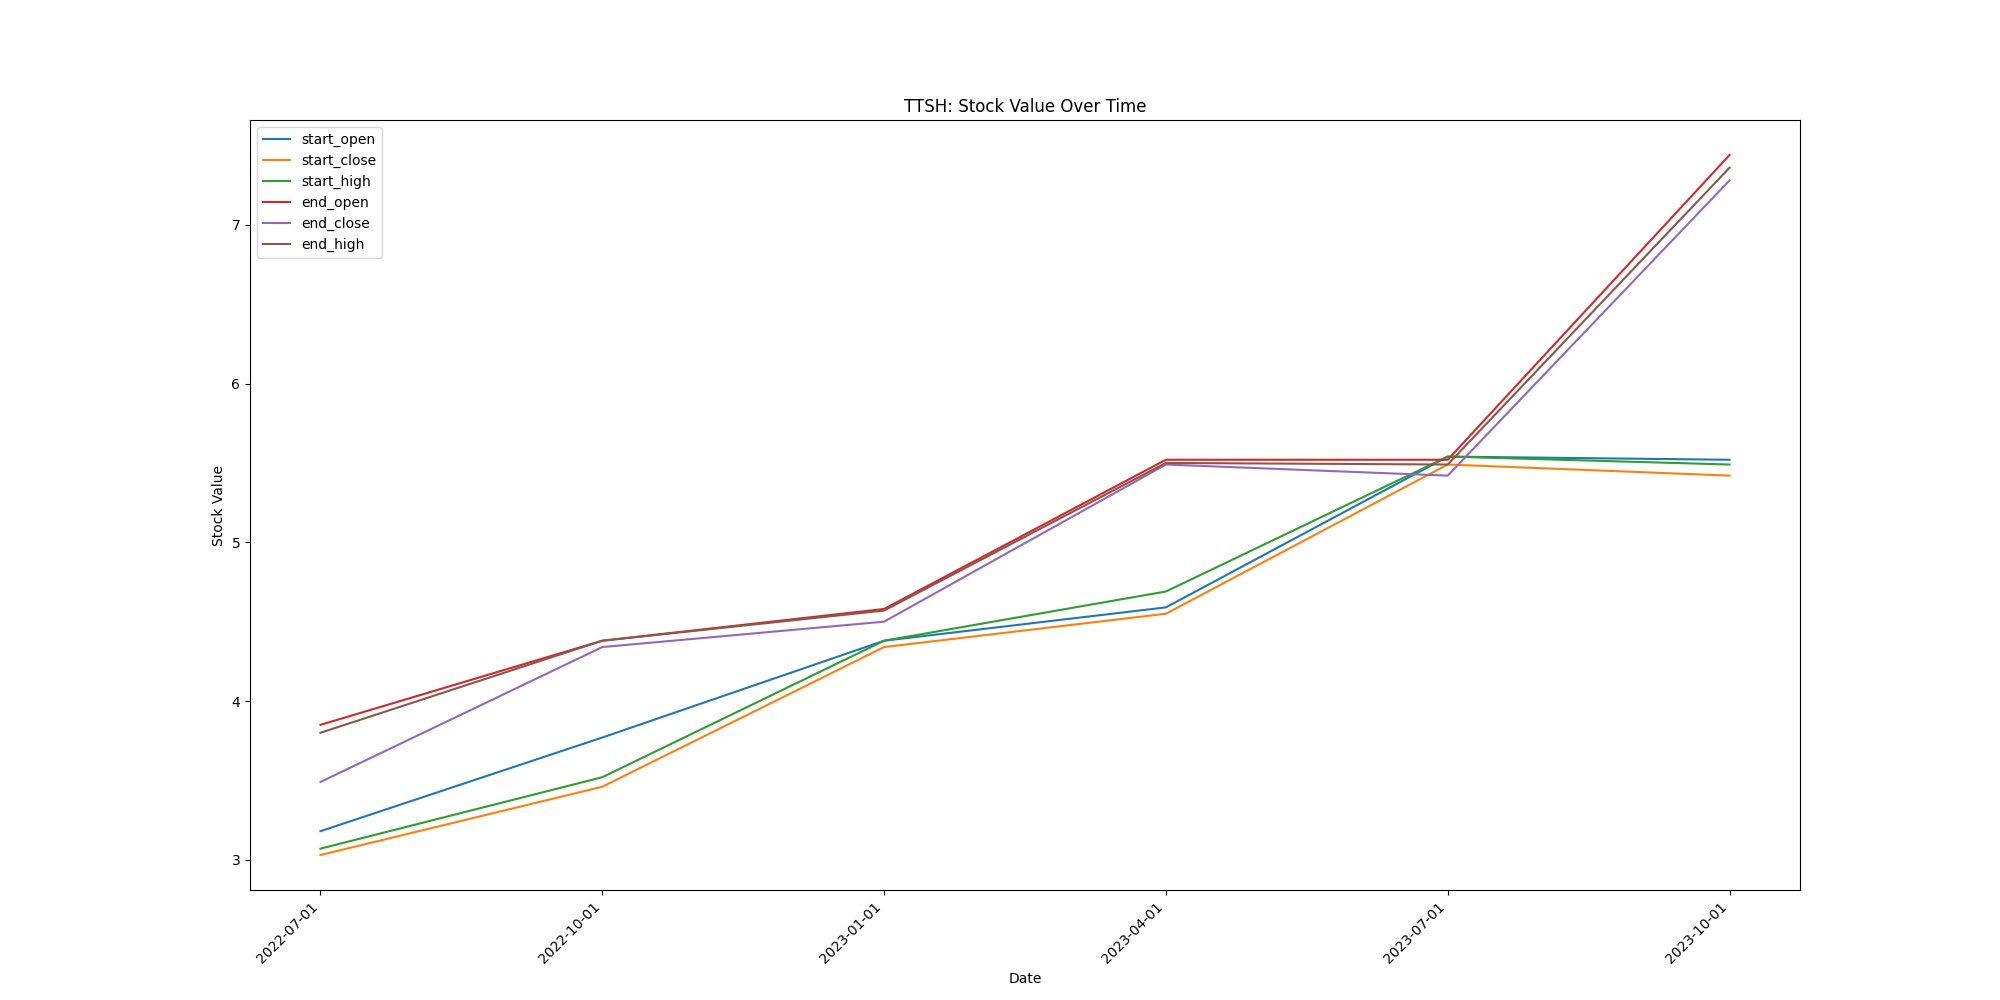 TTSH: Stock Value Over Time
start_open
start_close
start_high
end_open
end_close
end_high
7
6
5
4
3
Stock Value
2022-07-01
2022-10-01
2023-01-01
2023-04-01
2023-07-01
2023-10-01
Date